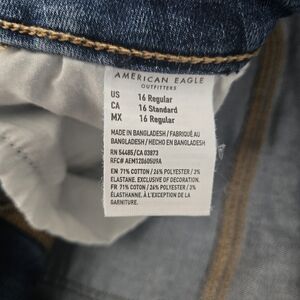 AMERICAN EAGLE
OUTFITTERS
US 16 Regular
CA 16 Standard
MX 16 Regular
MADE IN BANGLADESH / FABRIQUÉ AU
BANGLADESH / HECHO EN BANGLADESH
RN 54485/CA 03873
RFC# AEM1206050U9A
EN 71% COTTON / 26% POLYESTER / 3%
ELASTANE. EXCLUSIVE OF DECORATION.
FR 71% COTON / 26% POLYESTER / 3%
ÉLASTHANNE. À L'EXCEPTION DE LA
GARNITURE.